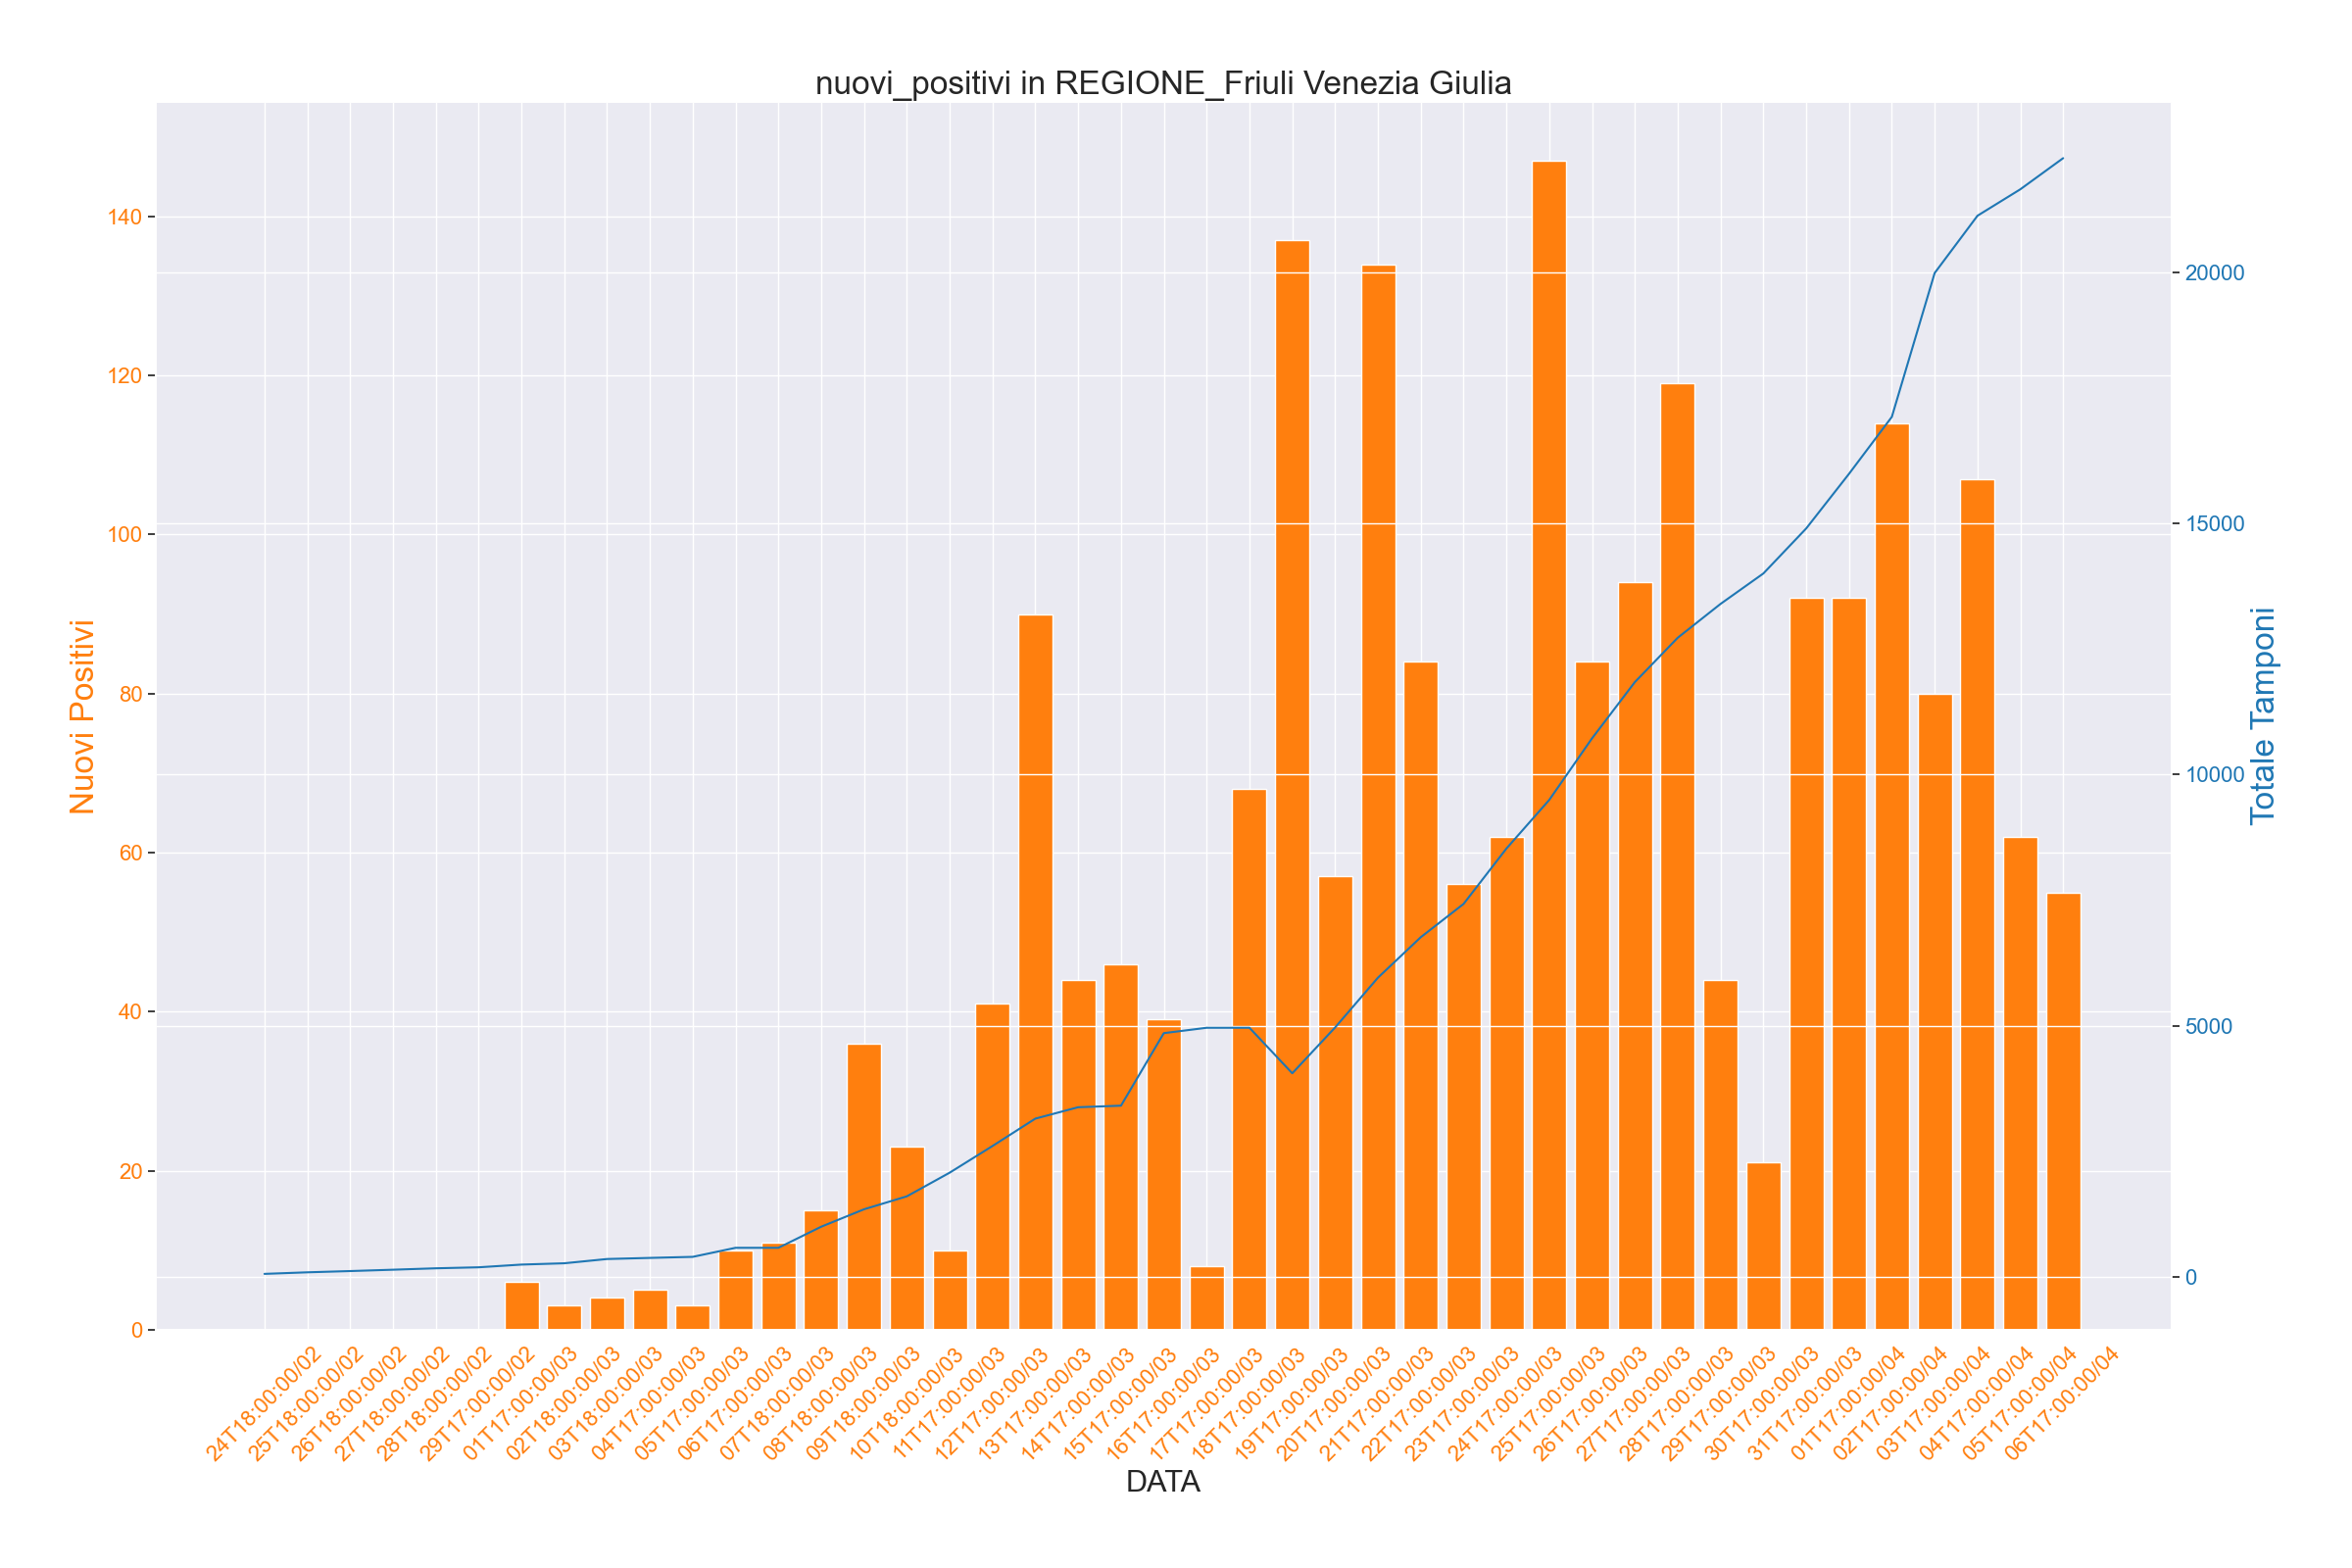 nuovi_positivi in REGIONE_Friuli Venezia Giulia
Nuovi Positivi
140
120
100
80
60
40
20
0
Totale Tamponi
20000
15000
10000
5000
0
24T18:00:00/02
25T18:00:00/02
26T18:00:00/02
27T18:00:00/02
28T18:00:00/02
29T17:00:00/02
01T17:00:00/03
02T18:00:00/03
03T18:00:00/03
04T17:00:00/03
05T17:00:00/03
06T17:00:00/03
07T18:00:00/03
08T18:00:00/03
09T18:00:00/03
10T18:00:00/03
11T17:00:00/03
12T17:00:00/03
13T17:00:00/03
14T17:00:00/03
15T17:00:00/03
16T17:00:00/03
17T17:00:00/03
18T17:00:00/03
19T17:00:00/03
20T17:00:00/03
21T17:00:00/03
22T17:00:00/03
23T17:00:00/03
24T17:00:00/03
25T17:00:00/03
26T17:00:00/03
27T17:00:00/03
28T17:00:00/03
29T17:00:00/03
30T17:00:00/03
31T17:00:00/03
01T17:00:00/04
02T17:00:00/04
03T17:00:00/04
04T17:00:00/04
05T17:00:00/04
06T17:00:00/04
DATA